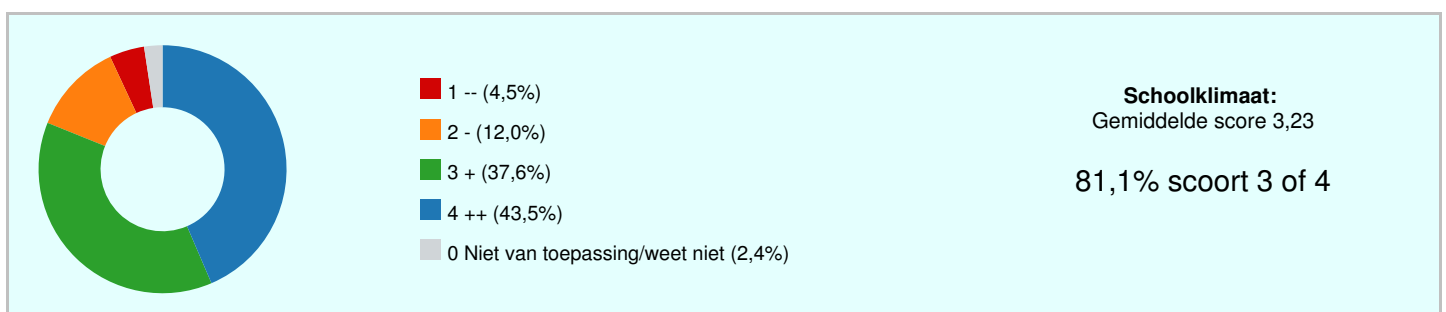 1 -- (4,5%)
2 - (12,0%)
3 + (37,6%)
4 ++ (43,5%)
0 Niet van toepassing/weet niet (2,4%)
Schoolklimaat:
Gemiddelde score 3,23
81,1% scoort 3 of 4